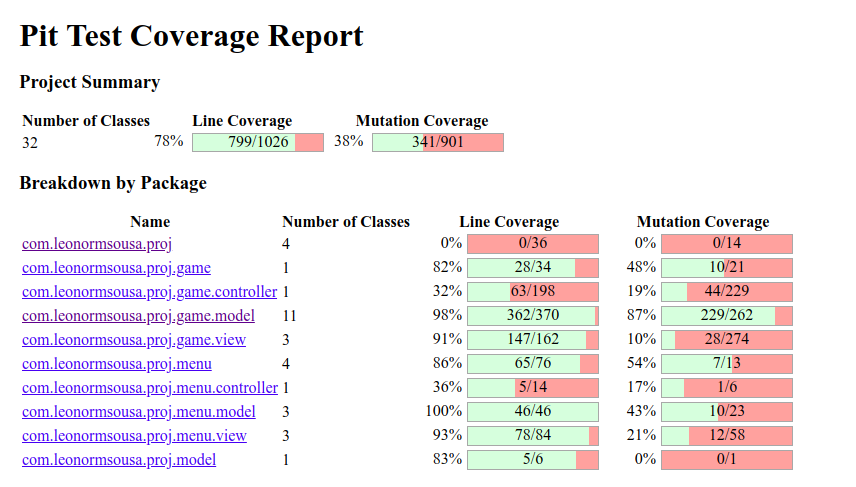 Pit Test Coverage Report
Project Summary
Number of Classes Line Coverage Mutation Coverage
32 78% 799/1026 38% 341/901
Breakdown by Package
Name Number of Classes Line Coverage Mutation Coverage
com.leonormsousa.proj 4 0% 0/36 0% 0/14
com.leonormsousa.proj.game 1 82% 28/34 48% 10/21
com.leonormsousa.proj.game.controller 1 32% 63/198 19% 44/229
com.leonormsousa.proj.game.model 11 98% 362/370 87% 229/262
com.leonormsousa.proj.game.view 3 91% 147/162 10% 28/274
com.leonormsousa.proj.menu 4 86% 65/76 54% 7/13
com.leonormsousa.proj.menu.controller 1 36% 5/14 17% 1/6
com.leonormsousa.proj.menu.model 3 100% 46/46 43% 10/23
com.leonormsousa.proj.menu.view 3 93% 78/84 21% 12/58
com.leonormsousa.proj.model 1 83% 5/6 0% 0/1